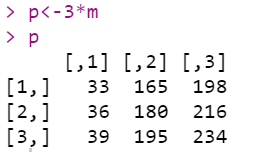 > p<-3*m
> p
     [,1] [,2] [,3]
[1,]   33  165  198
[2,]   36  180  216
[3,]   39  195  234